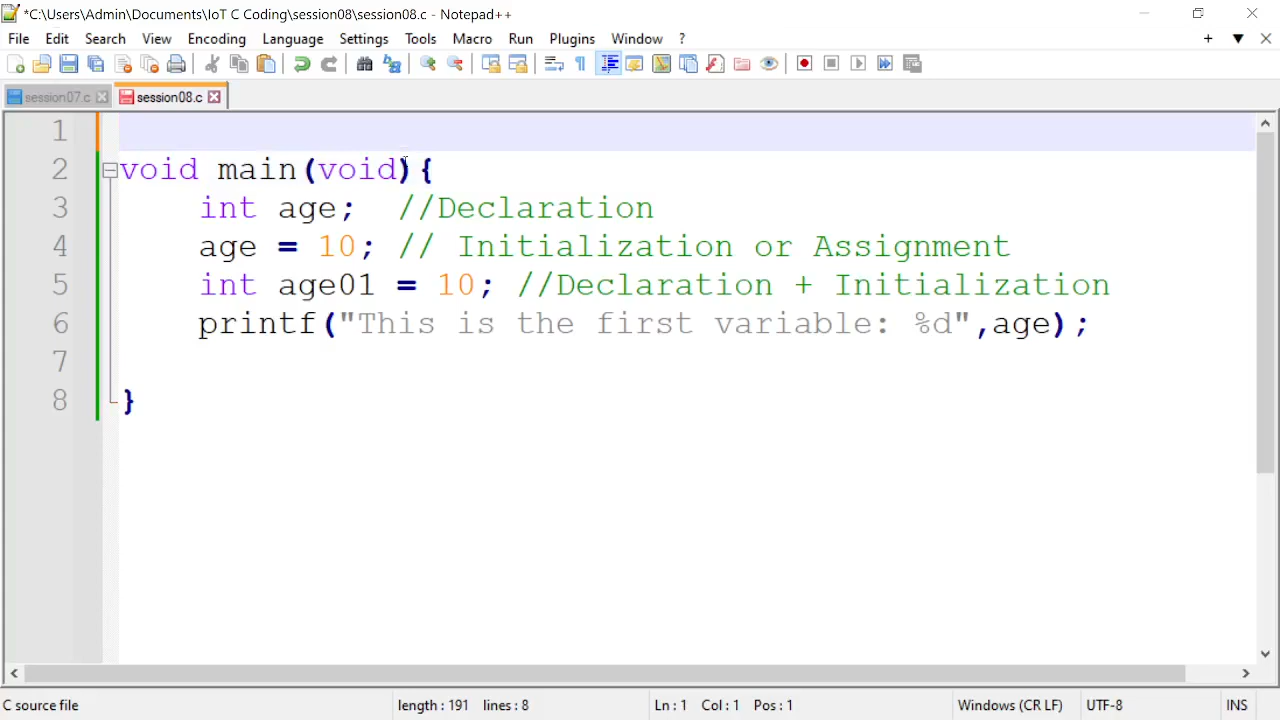 *C:\Users\Admin\Documents\IoT C Coding\session08\session08.c - Notepad++
File Edit Search View Encoding Language Settings Tools Macro Run Plugins Window ?
session07.c session08.c
1
2 void main(void){
3 int age; //Declaration
4 age = 10; // Initialization or Assignment
5 int age01 = 10; //Declaration + Initialization
6 printf("This is the first variable: %d",age);
7
8 }
C source file length : 191 lines : 8 Ln : 1 Col : 1 Pos : 1 Windows (CR LF) UTF-8 INS